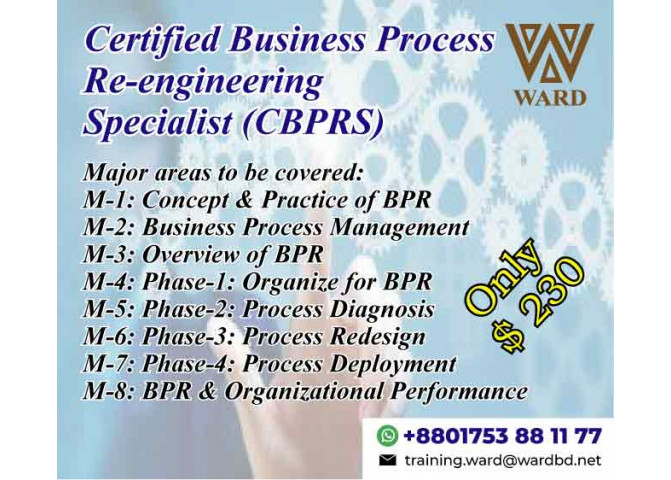 Certified Business Process
Re-engineering
Specialist (CBPRS)
WARD
Major areas to be covered:
M-1: Concept & Practice of BPR
M-2: Business Process Management
M-3: Overview of BPR
M-4: Phase-1: Organize for BPR
M-5: Phase-2: Process Diagnosis
M-6: Phase-3: Process Redesign
M-7: Phase-4: Process Deployment
M-8: BPR & Organizational Performance
Only
$ 230
+8801753 88 11 77
training.ward@wardbd.net